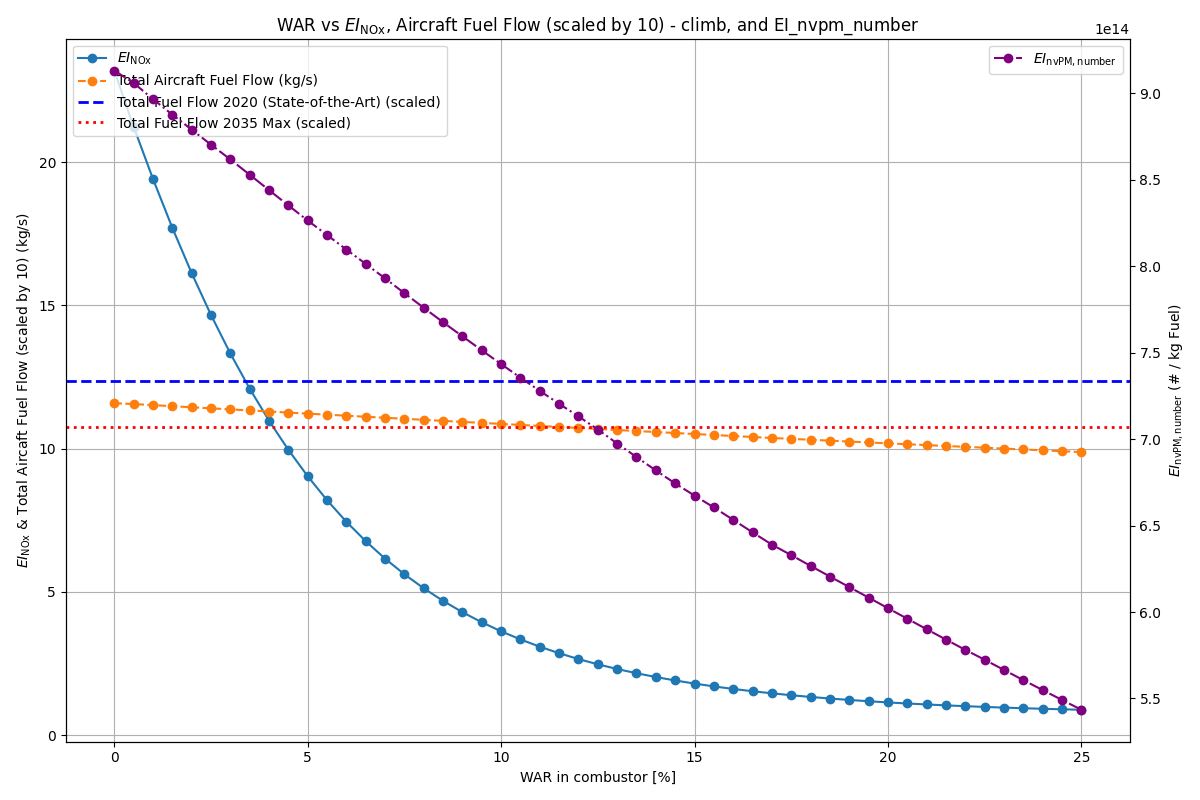 WAR vs EI_NOx, Aircraft Fuel Flow (scaled by 10) - climb, and EI_nvpm_number
1e14
EI_NOx
Total Aircraft Fuel Flow (kg/s)
Total Fuel Flow 2020 (State-of-the-Art) (scaled)
Total Fuel Flow 2035 Max (scaled)
EI_nvPM, number
EI_NOx & Total Aircraft Fuel Flow (scaled by 10) (kg/s)
20
15
10
5
0
9.0
8.5
8.0
7.5
7.0
6.5
6.0
5.5
EI_nvPM, number (# / kg Fuel)
0 5 10 15 20 25
WAR in combustor [%]